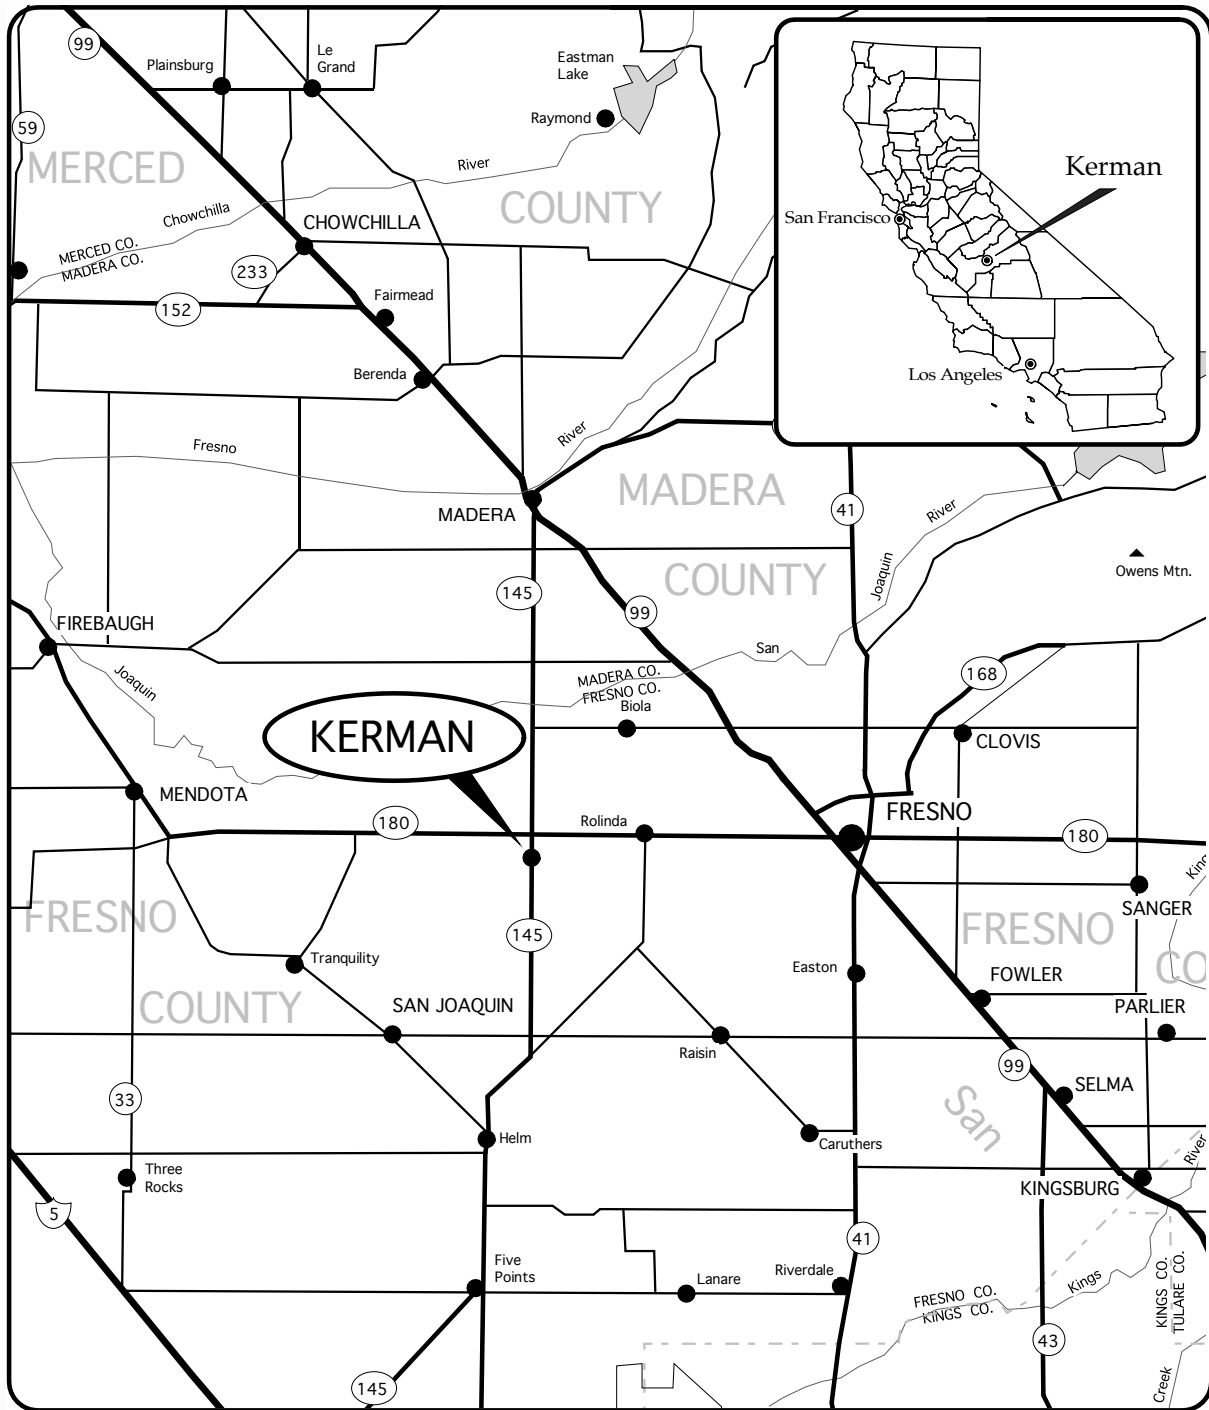 99
Plainsburg
Le
Grand
Eastman
Lake
Raymond
59
MERCED
River
COUNTY
Chowchilla
CHOWCHILLA
MERCED CO.
MADERA CO.
233
152
Fairmead
Berenda
Kerman
San Francisco
Los Angeles
Fresno
River
MADERA
MADERA
41
River
Joaquin
Owens Mtn.
COUNTY
145
99
FIREBAUGH
San
Joaquin
MADERA CO.
FRESNO CO.
168
Biola
KERMAN
CLOVIS
MENDOTA
180
Rolinda
FRESNO
180
Kings
SANGER
FRESNO
FRESNO
145
Tranquility
Easton
FOWLER
CO
COUNTY
SAN JOAQUIN
PARLIER
Raisin
99
33
SELMA
San
Helm
Caruthers
River
Three
Rocks
KINGSBURG
5
41
Five
Points
Lanare
Riverdale
Kings
FRESNO CO.
KINGS CO.
KINGS CO.
TULARE CO.
43
145
Creek